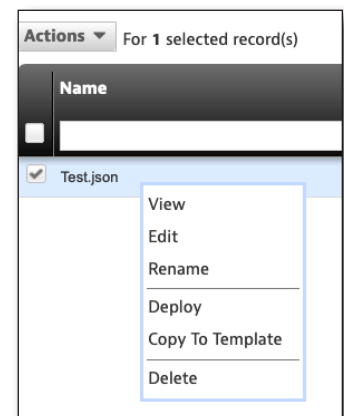 Actions For 1 selected record(s)
Name
Test.json
View
Edit
Rename
Deploy
Copy To Template
Delete